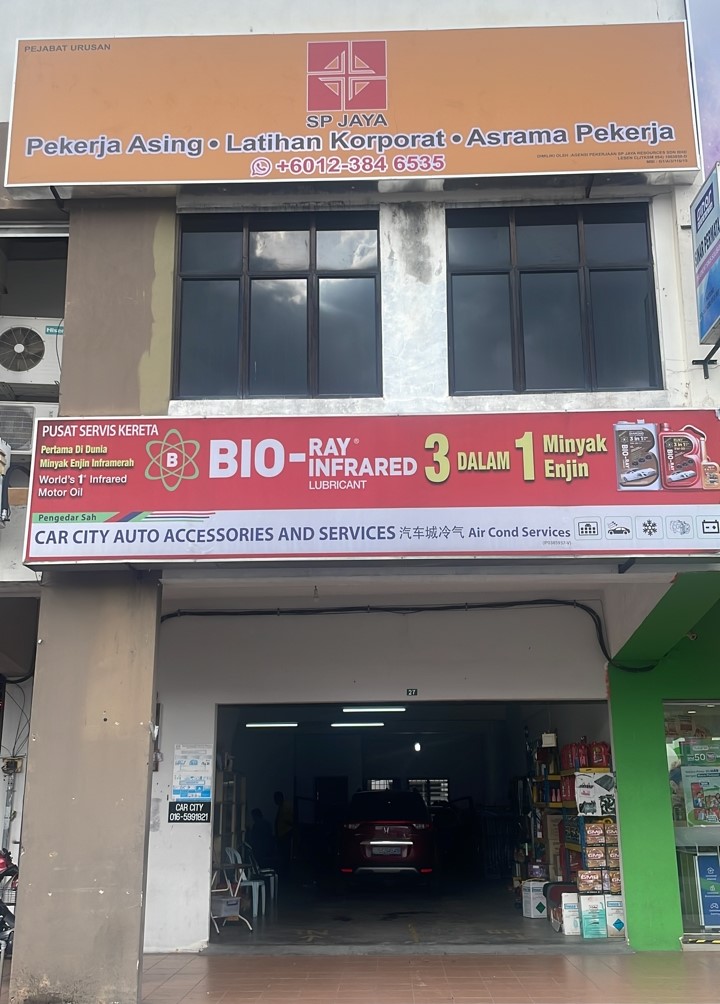 PEJABAT URUSAN
SP JAYA
Pekerja Asing • Latihan Korporat • Asrama Pekerja
+6012-384 6535
PUSAT SERVIS KERETA
Pertama Di Dunia
Minyak Enjin Inframerah
World's 1st Infrared
Motor Oil
B
BIO-RAY® INFRARED
LUBRICANT
3 DALAM 1 Minyak Enjin
Pengedar Sah
CAR CITY AUTO ACCESSORIES AND SERVICES 汽车城冷气 Air Cond Services
27
CAR CITY
016-5991821